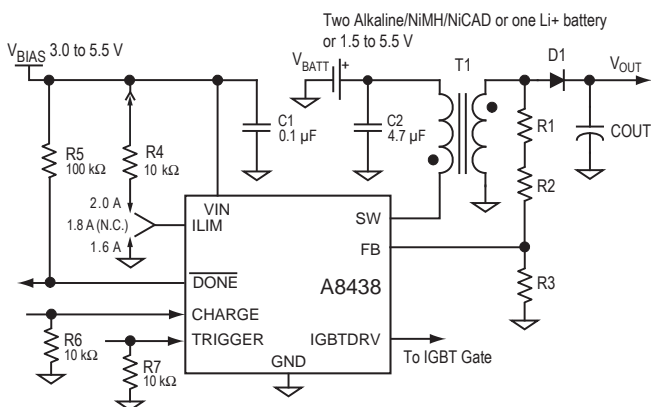 Two Alkaline/NiMH/NiCAD or one Li+ battery
or 1.5 to 5.5 V
VBIAS 3.0 to 5.5 V
VBATT
+
T1
D1
VOUT
C1
0.1 µF
C2
4.7 µF
R1
COUT
R5
100 kΩ
R4
10 kΩ
R2
2.0 A
1.8 A (N.C.)
1.6 A
VIN
ILIM
SW
FB
DONE
A8438
R3
CHARGE
TRIGGER
IGBTDRV
R6
10 kΩ
R7
10 kΩ
GND
To IGBT Gate